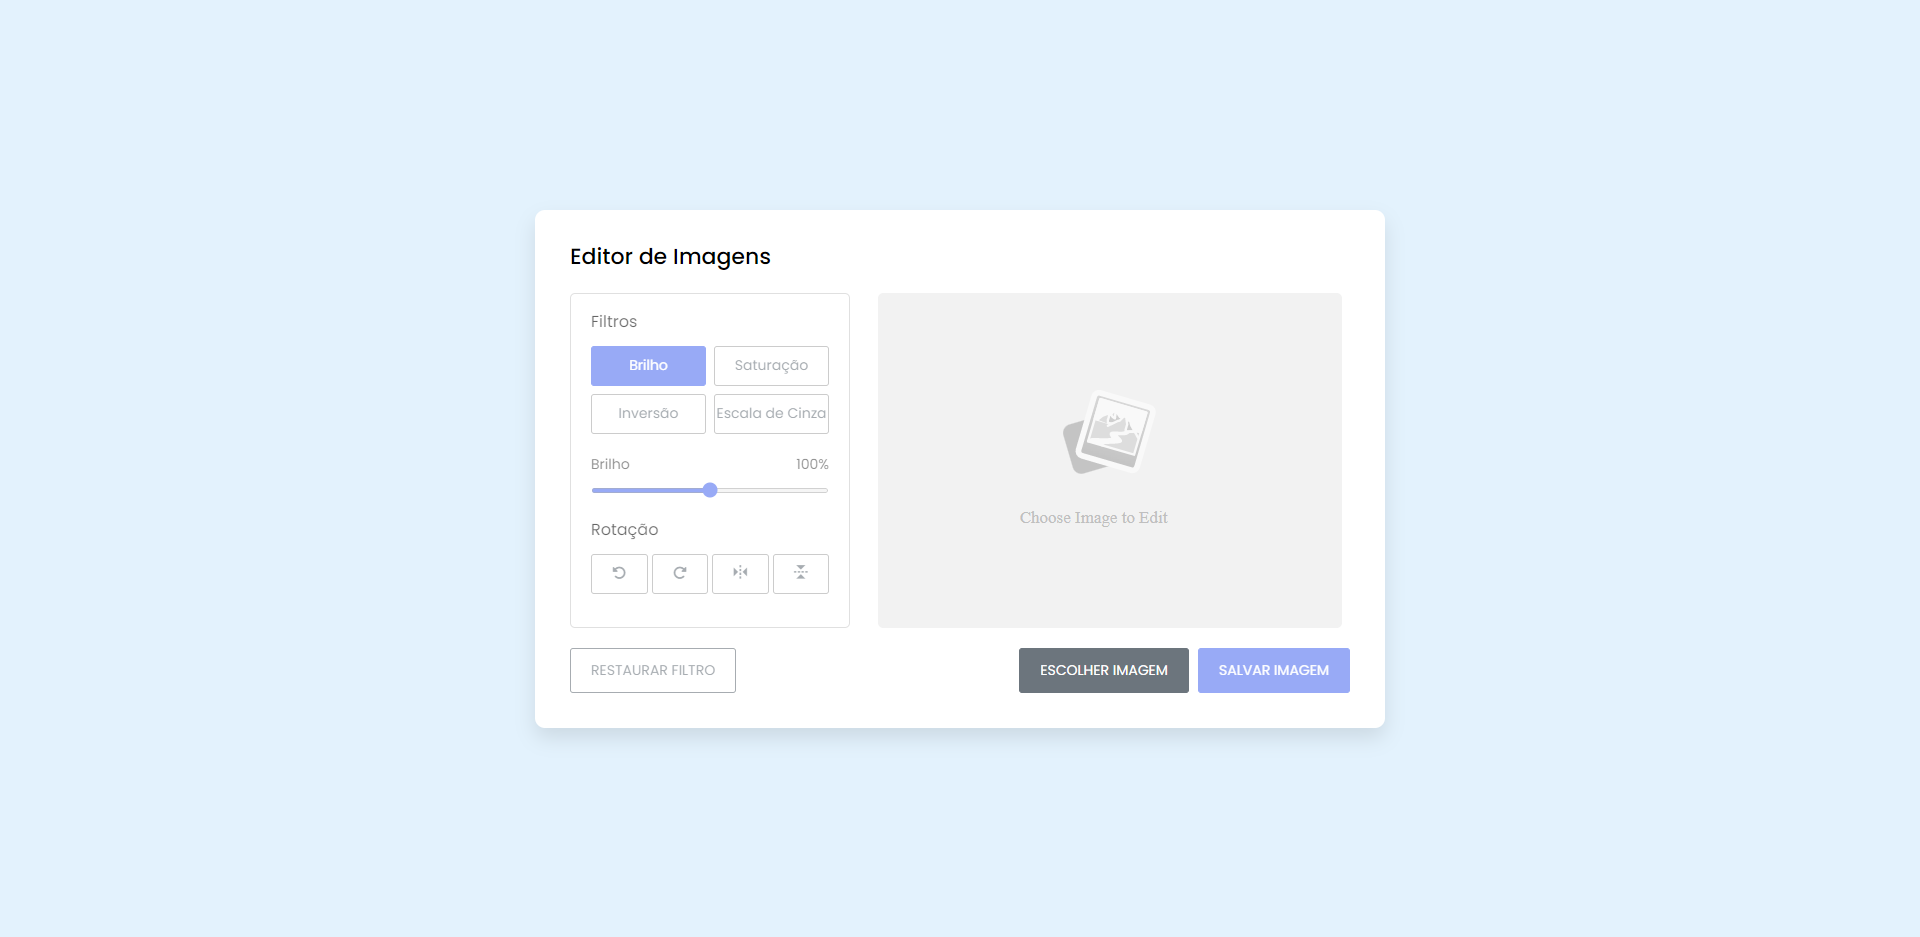 Editor de Imagens
Filtros
Brilho
Saturação
Inversão
Escala de Cinza
Brilho
100%
Rotação
Choose Image to Edit
RESTAURAR FILTRO
ESCOLHER IMAGEM
SALVAR IMAGEM